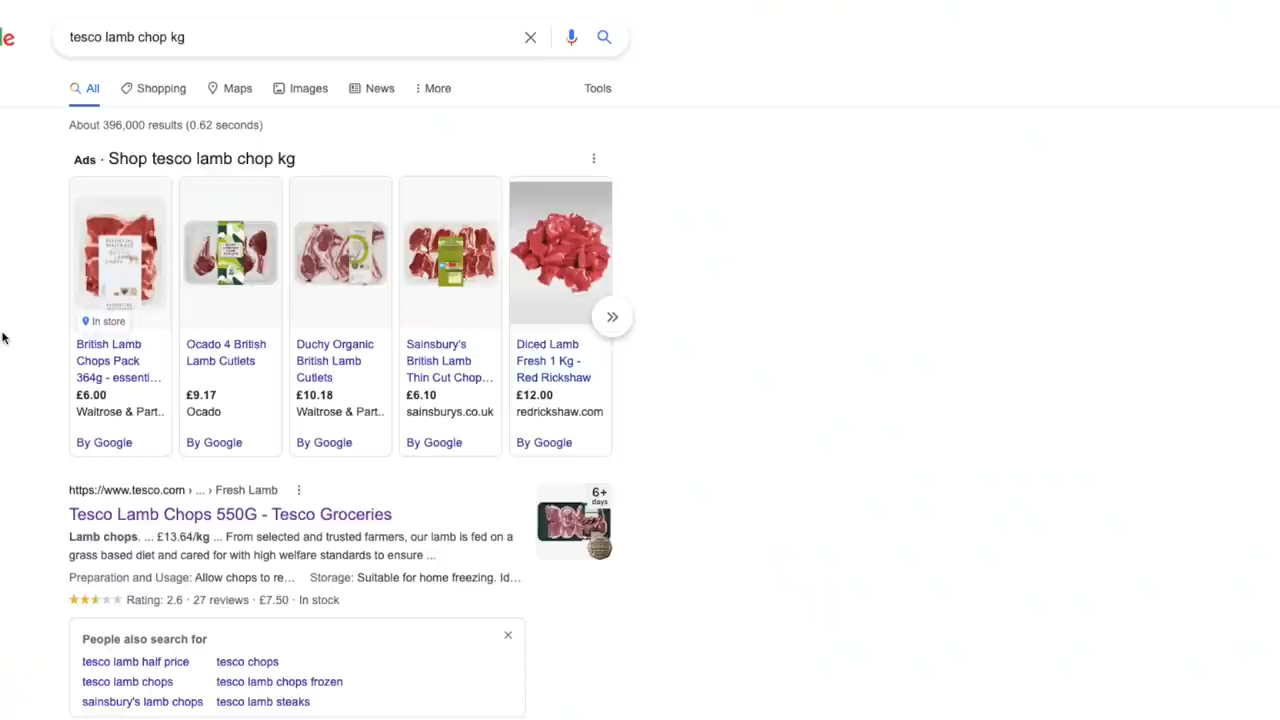 e
tesco lamb chop kg
All
Shopping
Maps
Images
News
More
Tools
About 396,000 results (0.62 seconds)
Ads · Shop tesco lamb chop kg
In store
British Lamb
Chops Pack
364g - essenti...
£6.00
Waitrose & Part..
By Google
Ocado 4 British
Lamb Cutlets
£9.17
Ocado
By Google
Duchy Organic
British Lamb
Cutlets
£10.18
Waitrose & Part..
By Google
Sainsbury's
British Lamb
Thin Cut Chop...
£6.10
sainsburys.co.uk
By Google
Diced Lamb
Fresh 1 Kg -
Red Rickshaw
£12.00
redrickshaw.com
By Google
https://www.tesco.com › ... › Fresh Lamb
Tesco Lamb Chops 550G - Tesco Groceries
Lamb chops. ... £13.64/kg ... From selected and trusted farmers, our lamb is fed on a
grass based diet and cared for with high welfare standards to ensure ...
Preparation and Usage: Allow chops to re... Storage: Suitable for home freezing. Id...
Rating: 2.6 · 27 reviews · £7.50 · In stock
6+
days
People also search for
tesco lamb half price
tesco chops
tesco lamb chops
tesco lamb chops frozen
sainsbury's lamb chops
tesco lamb steaks